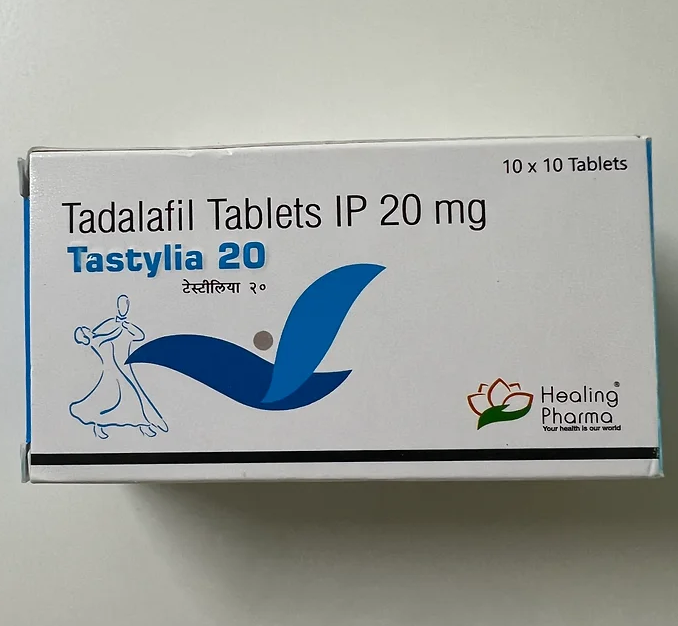 10 x 10 Tablets
Tadalafil Tablets IP 20 mg
Tastylia 20
टेस्टीलिया २०
Healing®
Pharma
Your health is our world